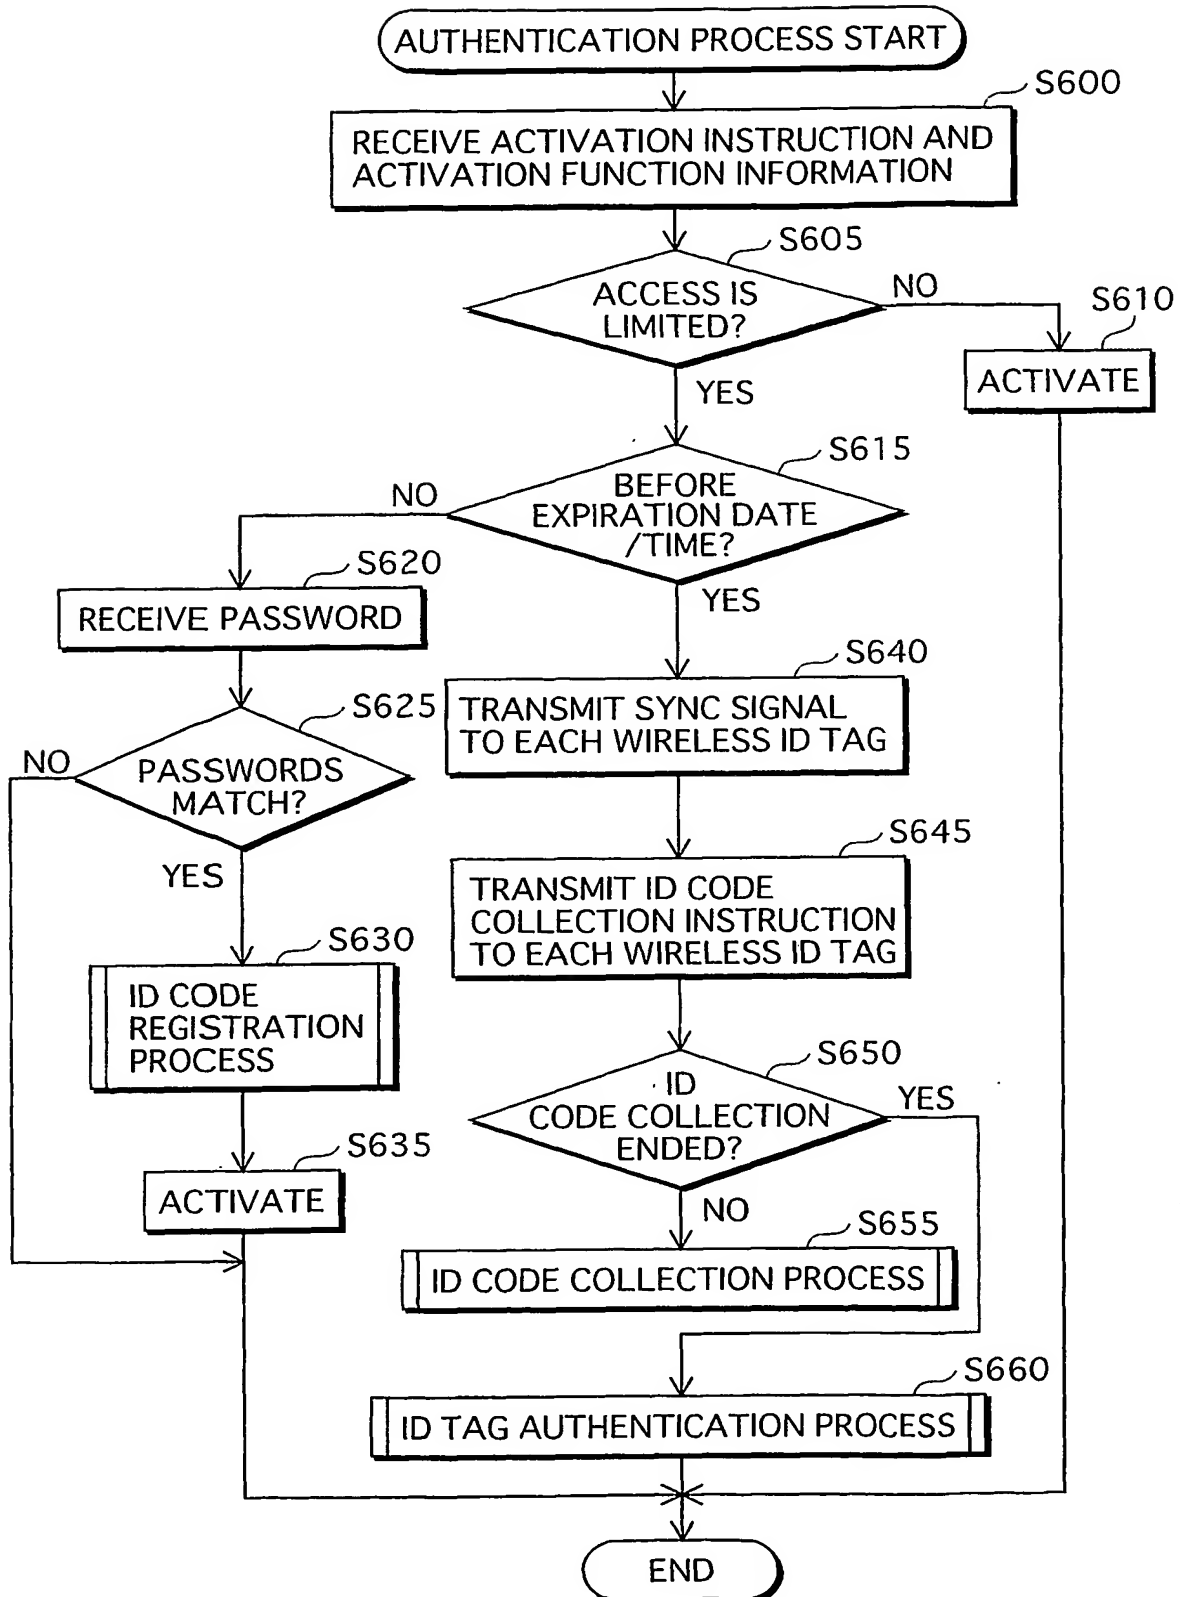 AUTHENTICATION PROCESS START
S600
RECEIVE ACTIVATION INSTRUCTION AND
ACTIVATION FUNCTION INFORMATION
S605
ACCESS IS
LIMITED?
NO
S610
ACTIVATE
YES
S615
BEFORE
EXPIRATION DATE
/TIME?
NO
YES
S620
RECEIVE PASSWORD
S640
TRANSMIT SYNC SIGNAL
TO EACH WIRELESS ID TAG
S625
PASSWORDS
MATCH?
NO
YES
S645
TRANSMIT ID CODE
COLLECTION INSTRUCTION
TO EACH WIRELESS ID TAG
S630
ID CODE
REGISTRATION
PROCESS
S650
ID
CODE COLLECTION
ENDED?
YES
NO
S635
ACTIVATE
S655
ID CODE COLLECTION PROCESS
S660
ID TAG AUTHENTICATION PROCESS
END